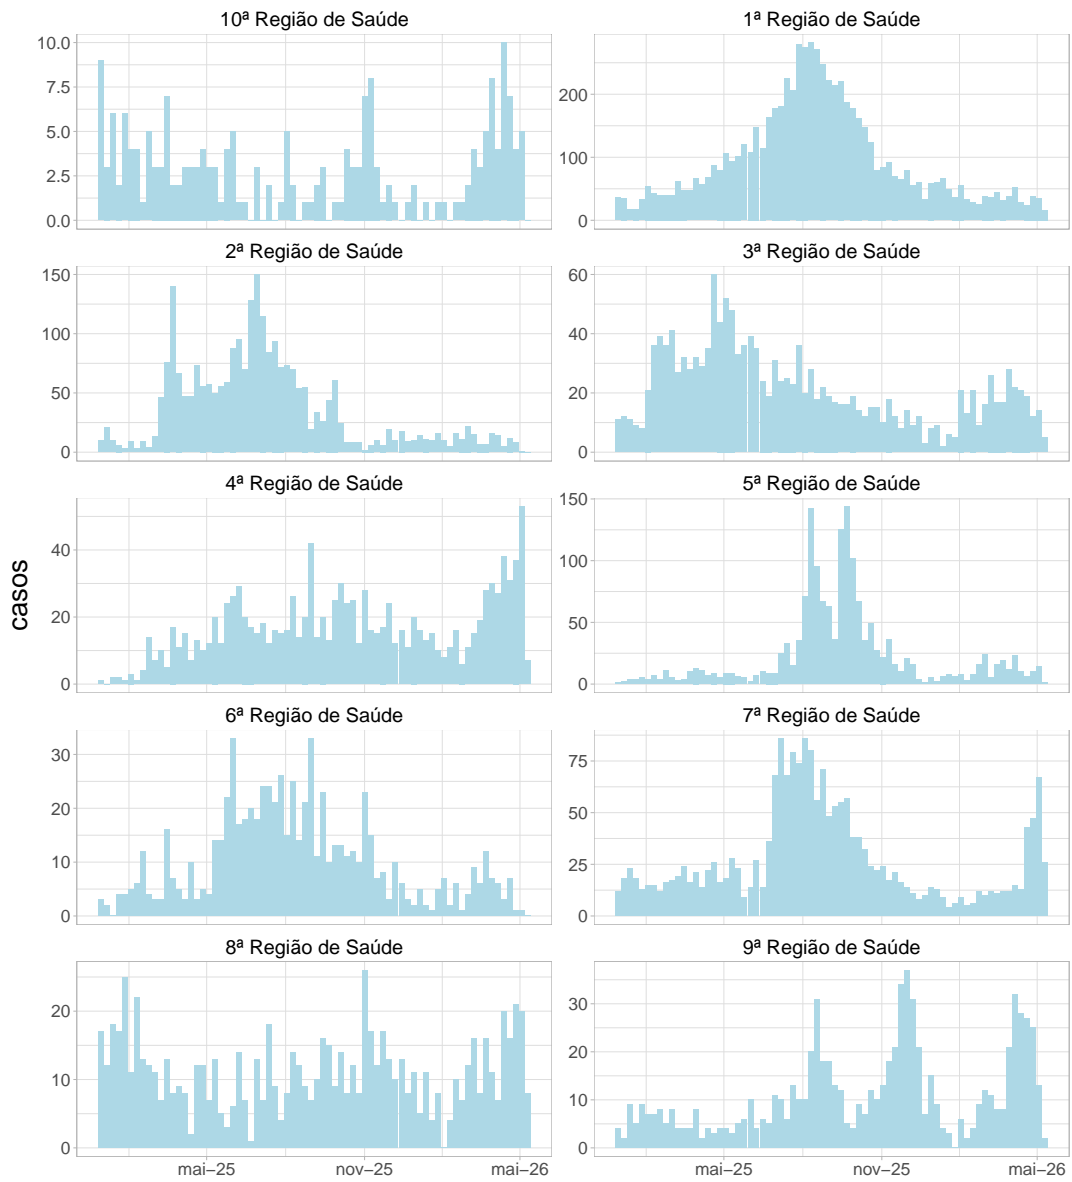 10ª Região de Saúde
1ª Região de Saúde
10.0
7.5
5.0
2.5
0.0
200
100
0
2ª Região de Saúde
3ª Região de Saúde
150
100
50
0
60
40
20
0
4ª Região de Saúde
5ª Região de Saúde
40
20
0
150
100
50
0
casos
6ª Região de Saúde
7ª Região de Saúde
30
20
10
0
75
50
25
0
8ª Região de Saúde
9ª Região de Saúde
20
10
0
30
20
10
0
mai–25
nov–25
mai–26
mai–25
nov–25
mai–26